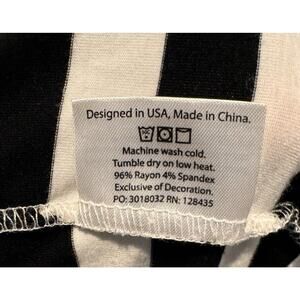 Designed in USA, Made in China.
Machine wash cold.
Tumble dry on low heat.
96% Rayon 4% Spandex
Exclusive of Decoration.
PO: 3018032 RN: 128435